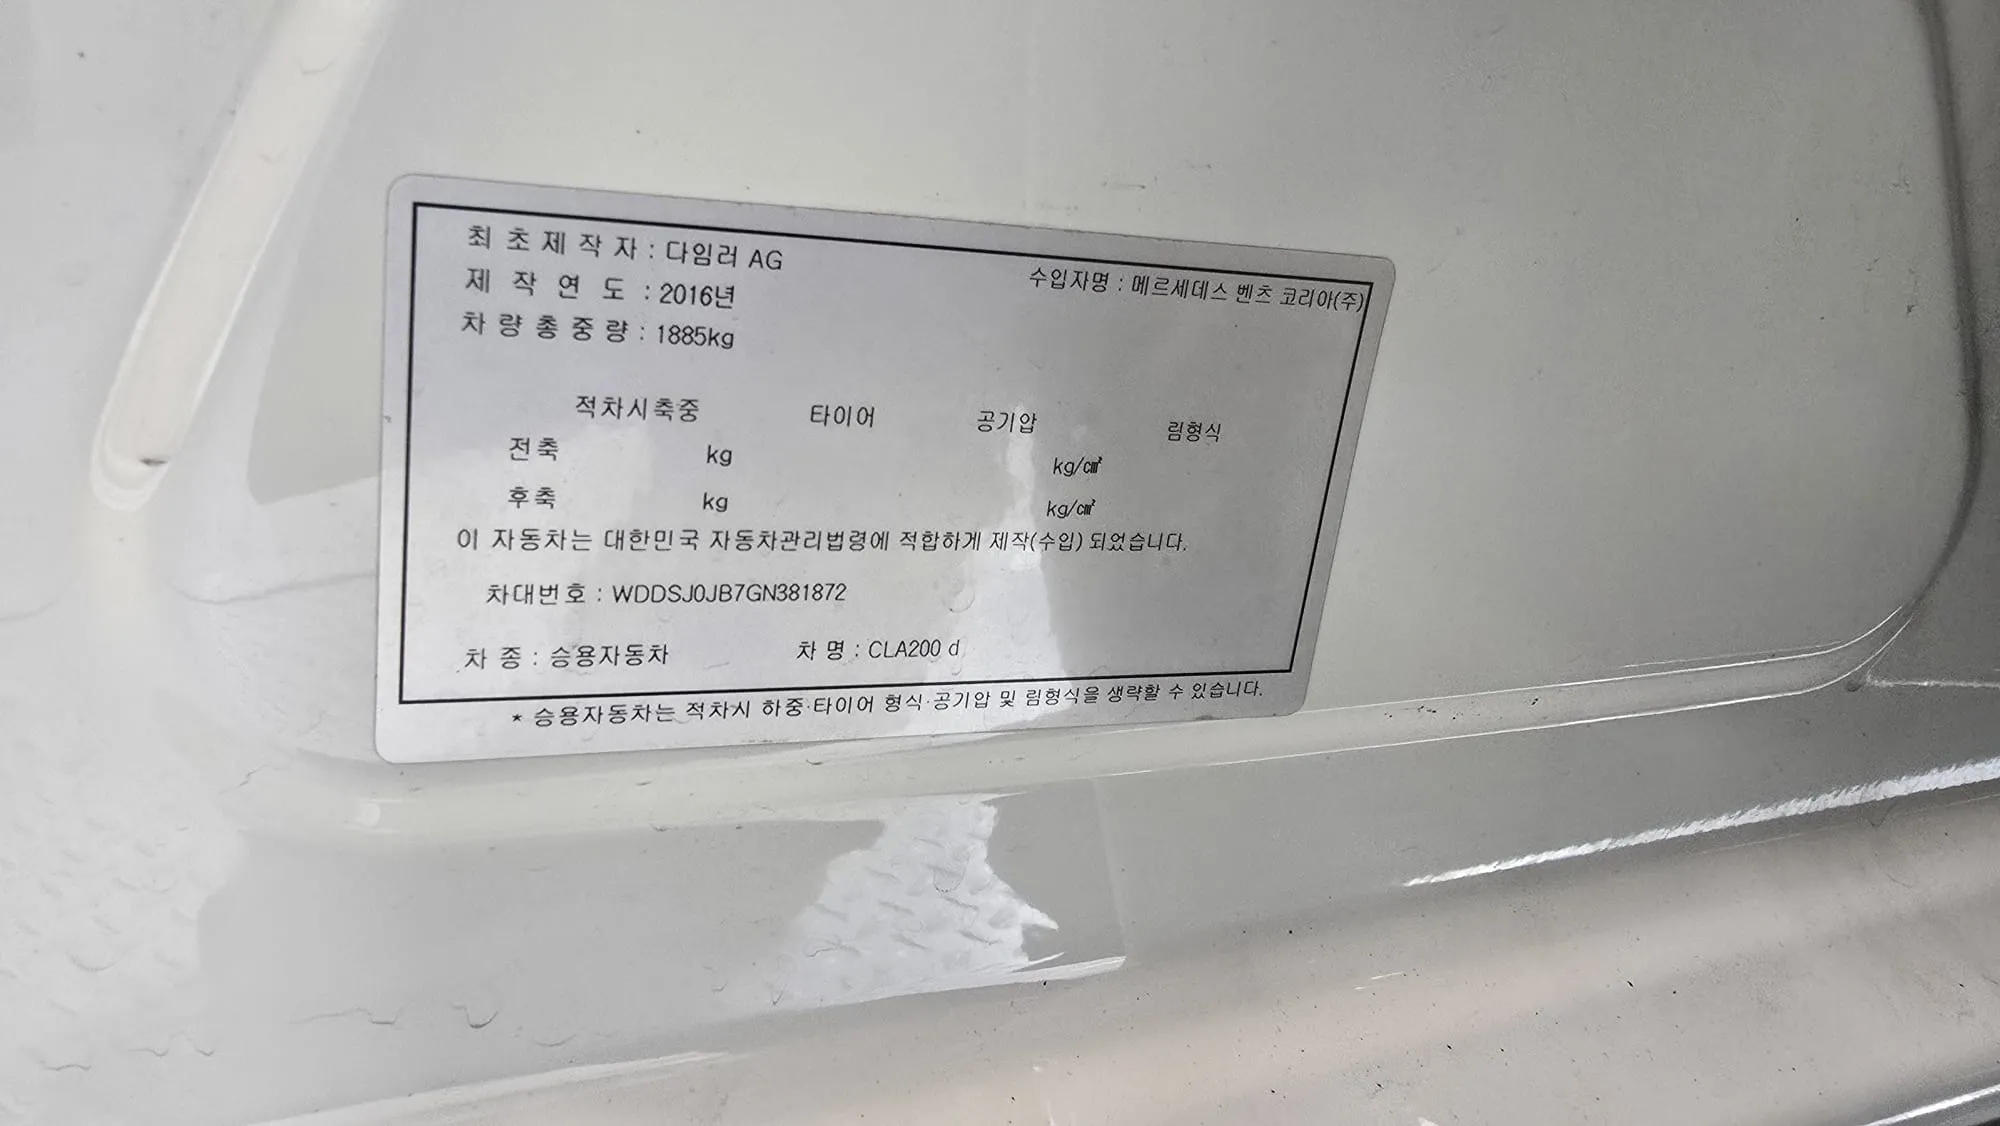 최초제작자 : 다임러 AG
수입자명 : 메르세데스 벤츠 코리아(주)
제작연도 : 2016년
차량총중량 : 1885kg
적차시축중 타이어 공기압 림형식
전축 kg kg/㎠
후축 kg kg/㎠
이 자동차는 대한민국 자동차관리법령에 적합하게 제작(수입) 되었습니다.
차대번호 : WDDSJ0JB7GN381872
차 종 : 승용자동차 차 명 : CLA200 d
* 승용자동차는 적차시 하중·타이어 형식·공기압 및 림형식을 생략할 수 있습니다.